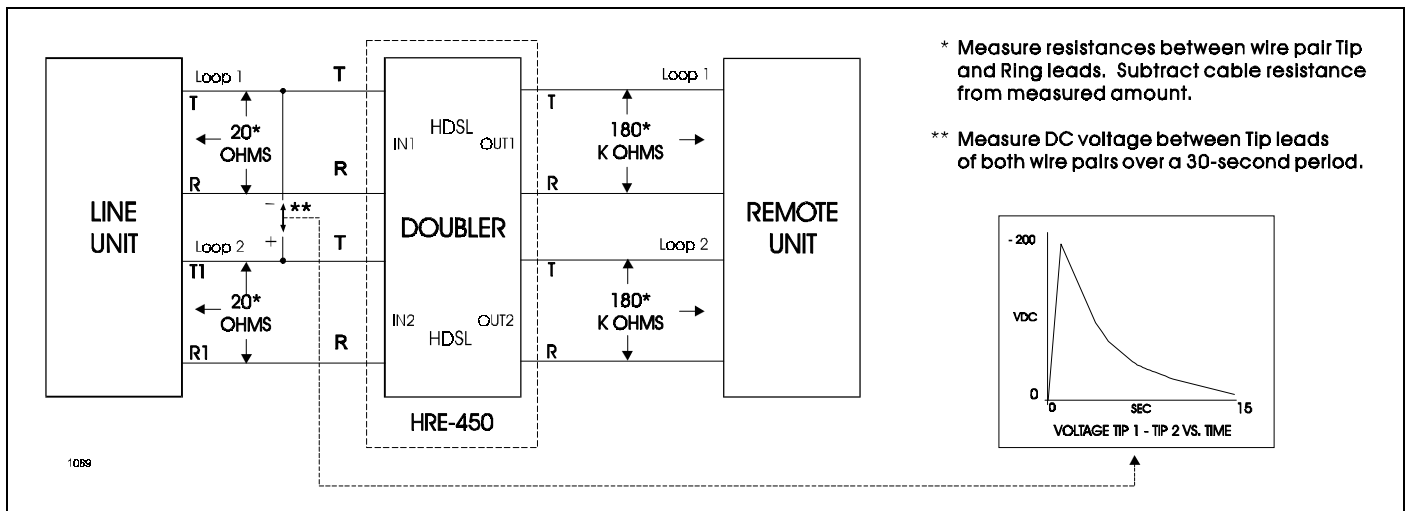 Loop 1
T
T
20*
OHMS
R
R
LINE
UNIT
**
−
+
Loop 2
T
T1
20*
OHMS
R
R1
IN1
HDSL
OUT1
DOUBLER
IN2
HDSL
OUT2
HRE-450
Loop 1
T
180*
K OHMS
R
REMOTE
UNIT
Loop 2
T
180*
K OHMS
R
* Measure resistances between wire pair Tip
and Ring leads. Subtract cable resistance
from measured amount.
** Measure DC voltage between Tip leads
of both wire pairs over a 30-second period.
- 200
VDC
0
0
SEC
15
VOLTAGE TIP 1 - TIP 2 VS. TIME
1089